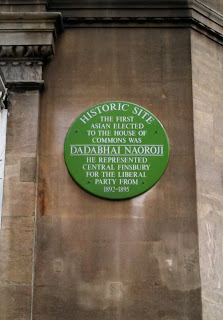 HISTORIC SITE
THE FIRST
ASIAN ELECTED
TO THE HOUSE OF
COMMONS WAS
DADABHAI NAOROJI
HE REPRESENTED
CENTRAL FINSBURY
FOR THE LIBERAL
PARTY FROM
1892-1895